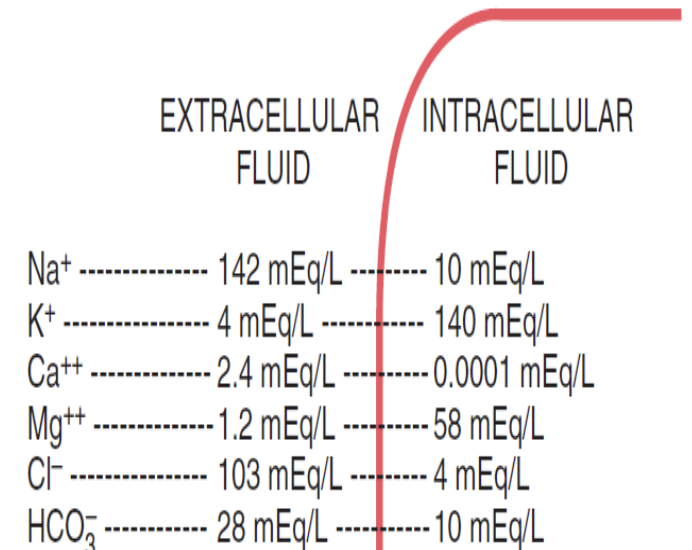 EXTRACELLULAR INTRACELLULAR
FLUID FLUID
Na⁺ --------------- 142 mEq/L --------- 10 mEq/L
K⁺ ----------------- 4 mEq/L ------------ 140 mEq/L
Ca⁺⁺ -------------- 2.4 mEq/L ---------- 0.0001 mEq/L
Mg⁺⁺ -------------- 1.2 mEq/L ---------- 58 mEq/L
Cl⁻ ---------------- 103 mEq/L --------- 4 mEq/L
HCO₃⁻ ------------ 28 mEq/L ----------- 10 mEq/L